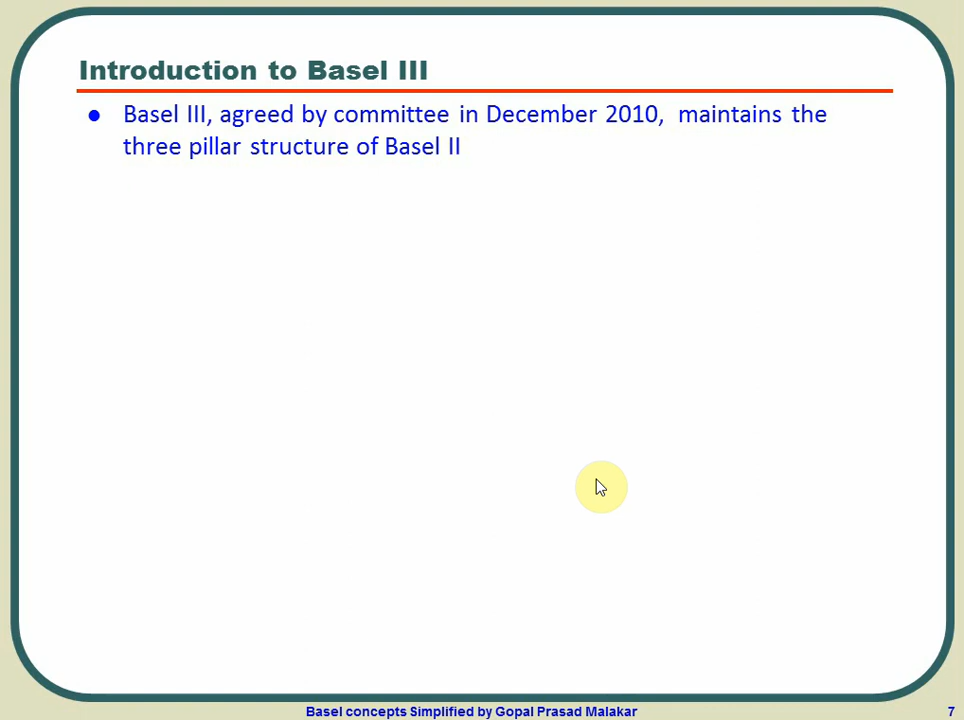 Introduction to Basel III
● Basel III, agreed by committee in December 2010, maintains the
three pillar structure of Basel II
Basel concepts Simplified by Gopal Prasad Malakar
7